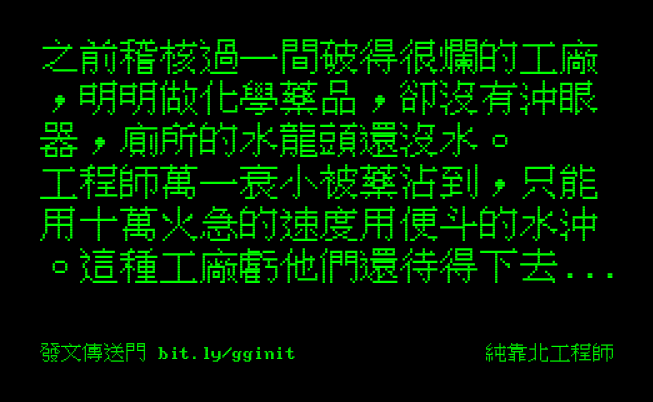 之前稽核過一間破得很爛的工廠
，明明做化學藥品，卻沒有沖眼
器，廁所的水龍頭還沒水。
工程師萬一衰小被藥沾到，只能
用十萬火急的速度用便斗的水沖
。這種工廠虧他們還待得下去...
發文傳送門 bit.ly/gginit
純靠北工程師